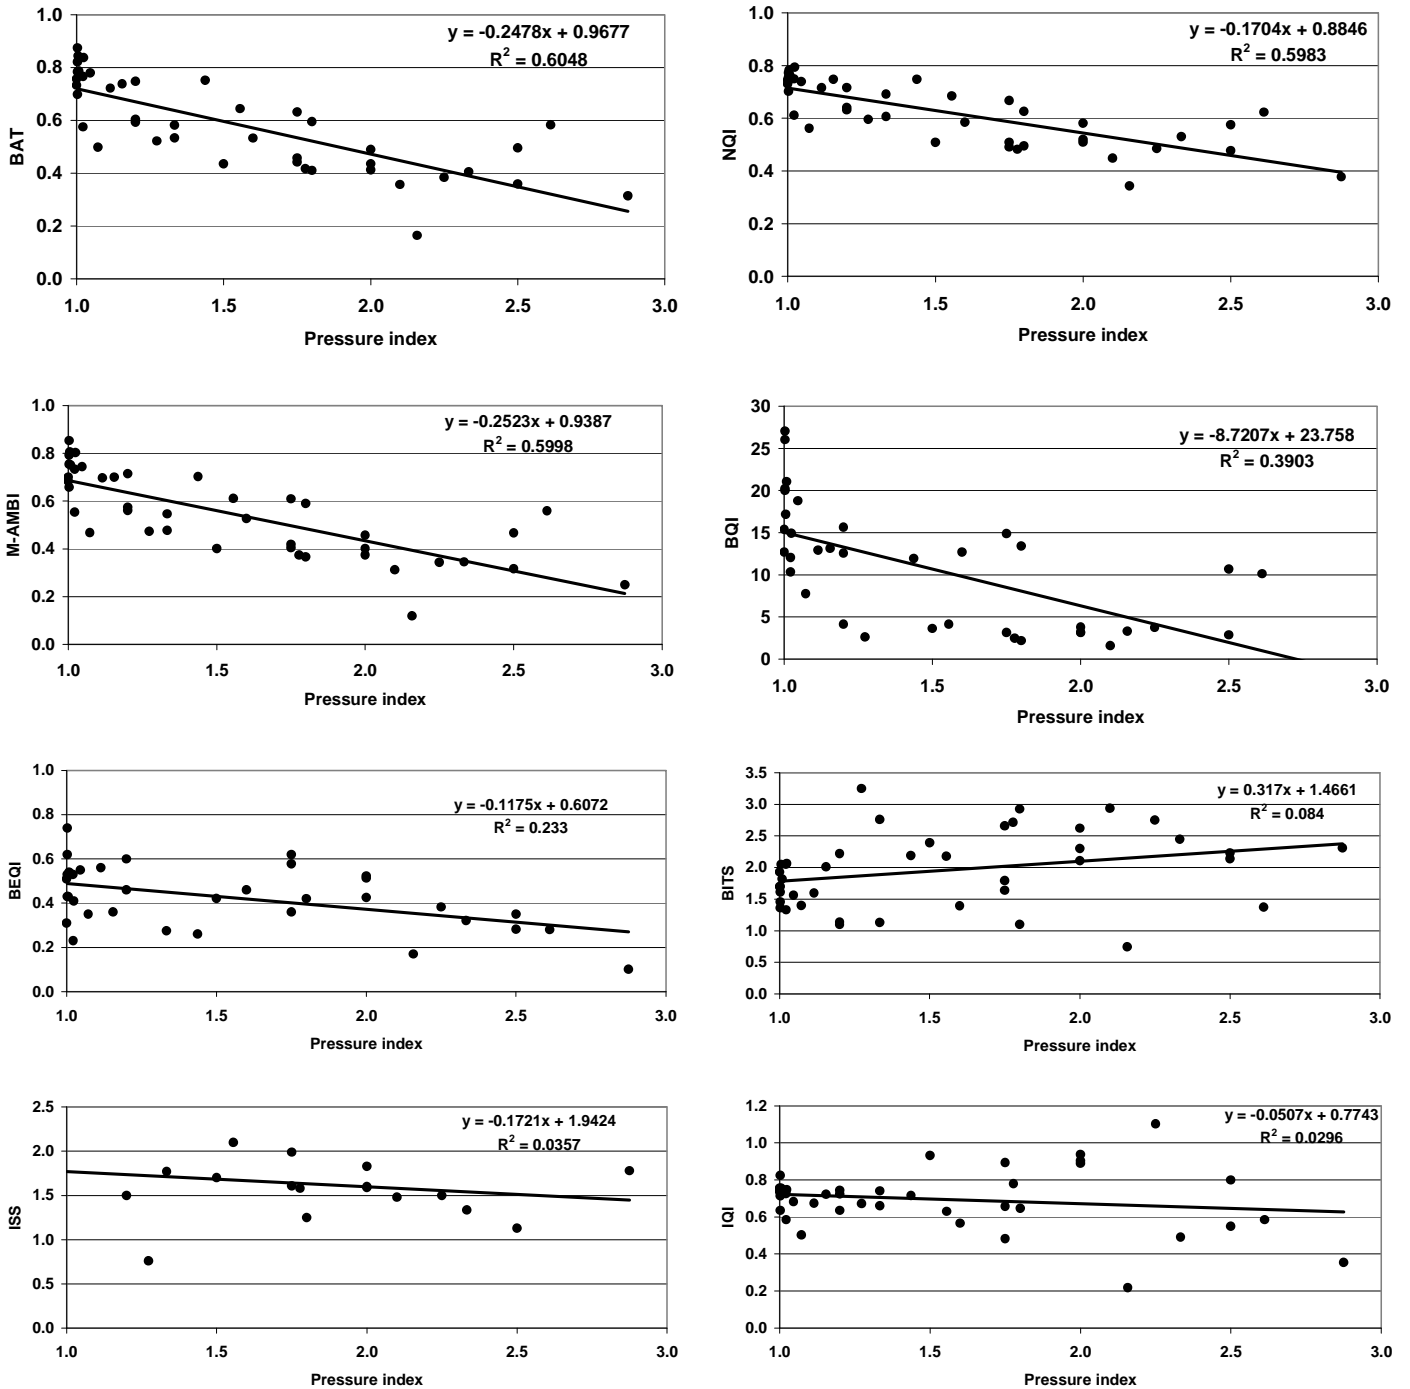 y = -0.2478x + 0.9677
R² = 0.6048
1.0
0.8
0.6
0.4
0.2
0.0
BAT
1.0 1.5 2.0 2.5 3.0
Pressure index
y = -0.1704x + 0.8846
R² = 0.5983
1.0
0.8
0.6
0.4
0.2
0.0
NQI
1.0 1.5 2.0 2.5 3.0
Pressure index
y = -0.2523x + 0.9387
R² = 0.5998
1.0
0.8
0.6
0.4
0.2
0.0
M-AMBI
1.0 1.5 2.0 2.5 3.0
Pressure index
y = -8.7207x + 23.758
R² = 0.3903
30
25
20
15
10
5
0
BQI
1.0 1.5 2.0 2.5 3.0
Pressure index
y = -0.1175x + 0.6072
R² = 0.233
1.0
0.8
0.6
0.4
0.2
0.0
BEQI
1.0 1.5 2.0 2.5 3.0
Pressure index
y = 0.317x + 1.4661
R² = 0.084
3.5
3.0
2.5
2.0
1.5
1.0
0.5
0.0
BITS
1.0 1.5 2.0 2.5 3.0
Pressure index
y = -0.1721x + 1.9424
R² = 0.0357
2.5
2.0
1.5
1.0
0.5
0.0
ISS
1.0 1.5 2.0 2.5 3.0
Pressure index
y = -0.0507x + 0.7743
R² = 0.0296
1.2
1.0
0.8
0.6
0.4
0.2
0.0
IQI
1.0 1.5 2.0 2.5 3.0
Pressure index